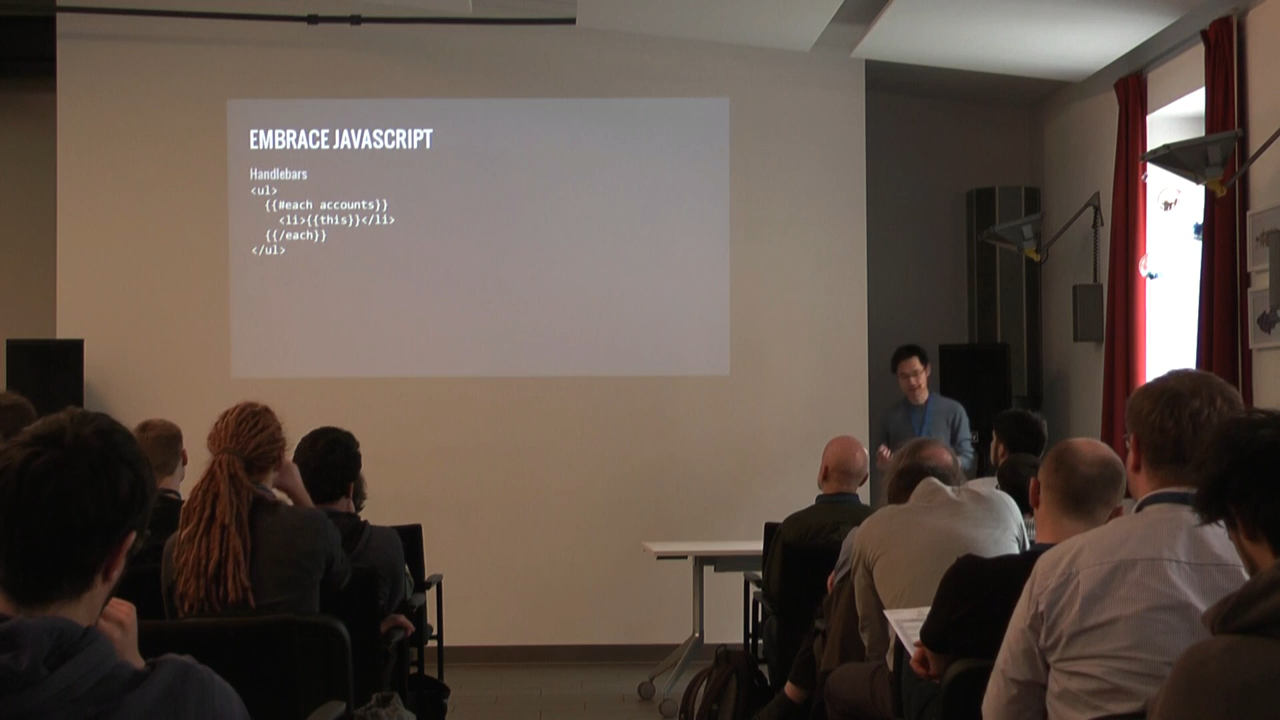 EMBRACE JAVASCRIPT
Handlebars
<ul>
  {{#each accounts}}
    <li>{{this}}</li>
  {{/each}}
</ul>